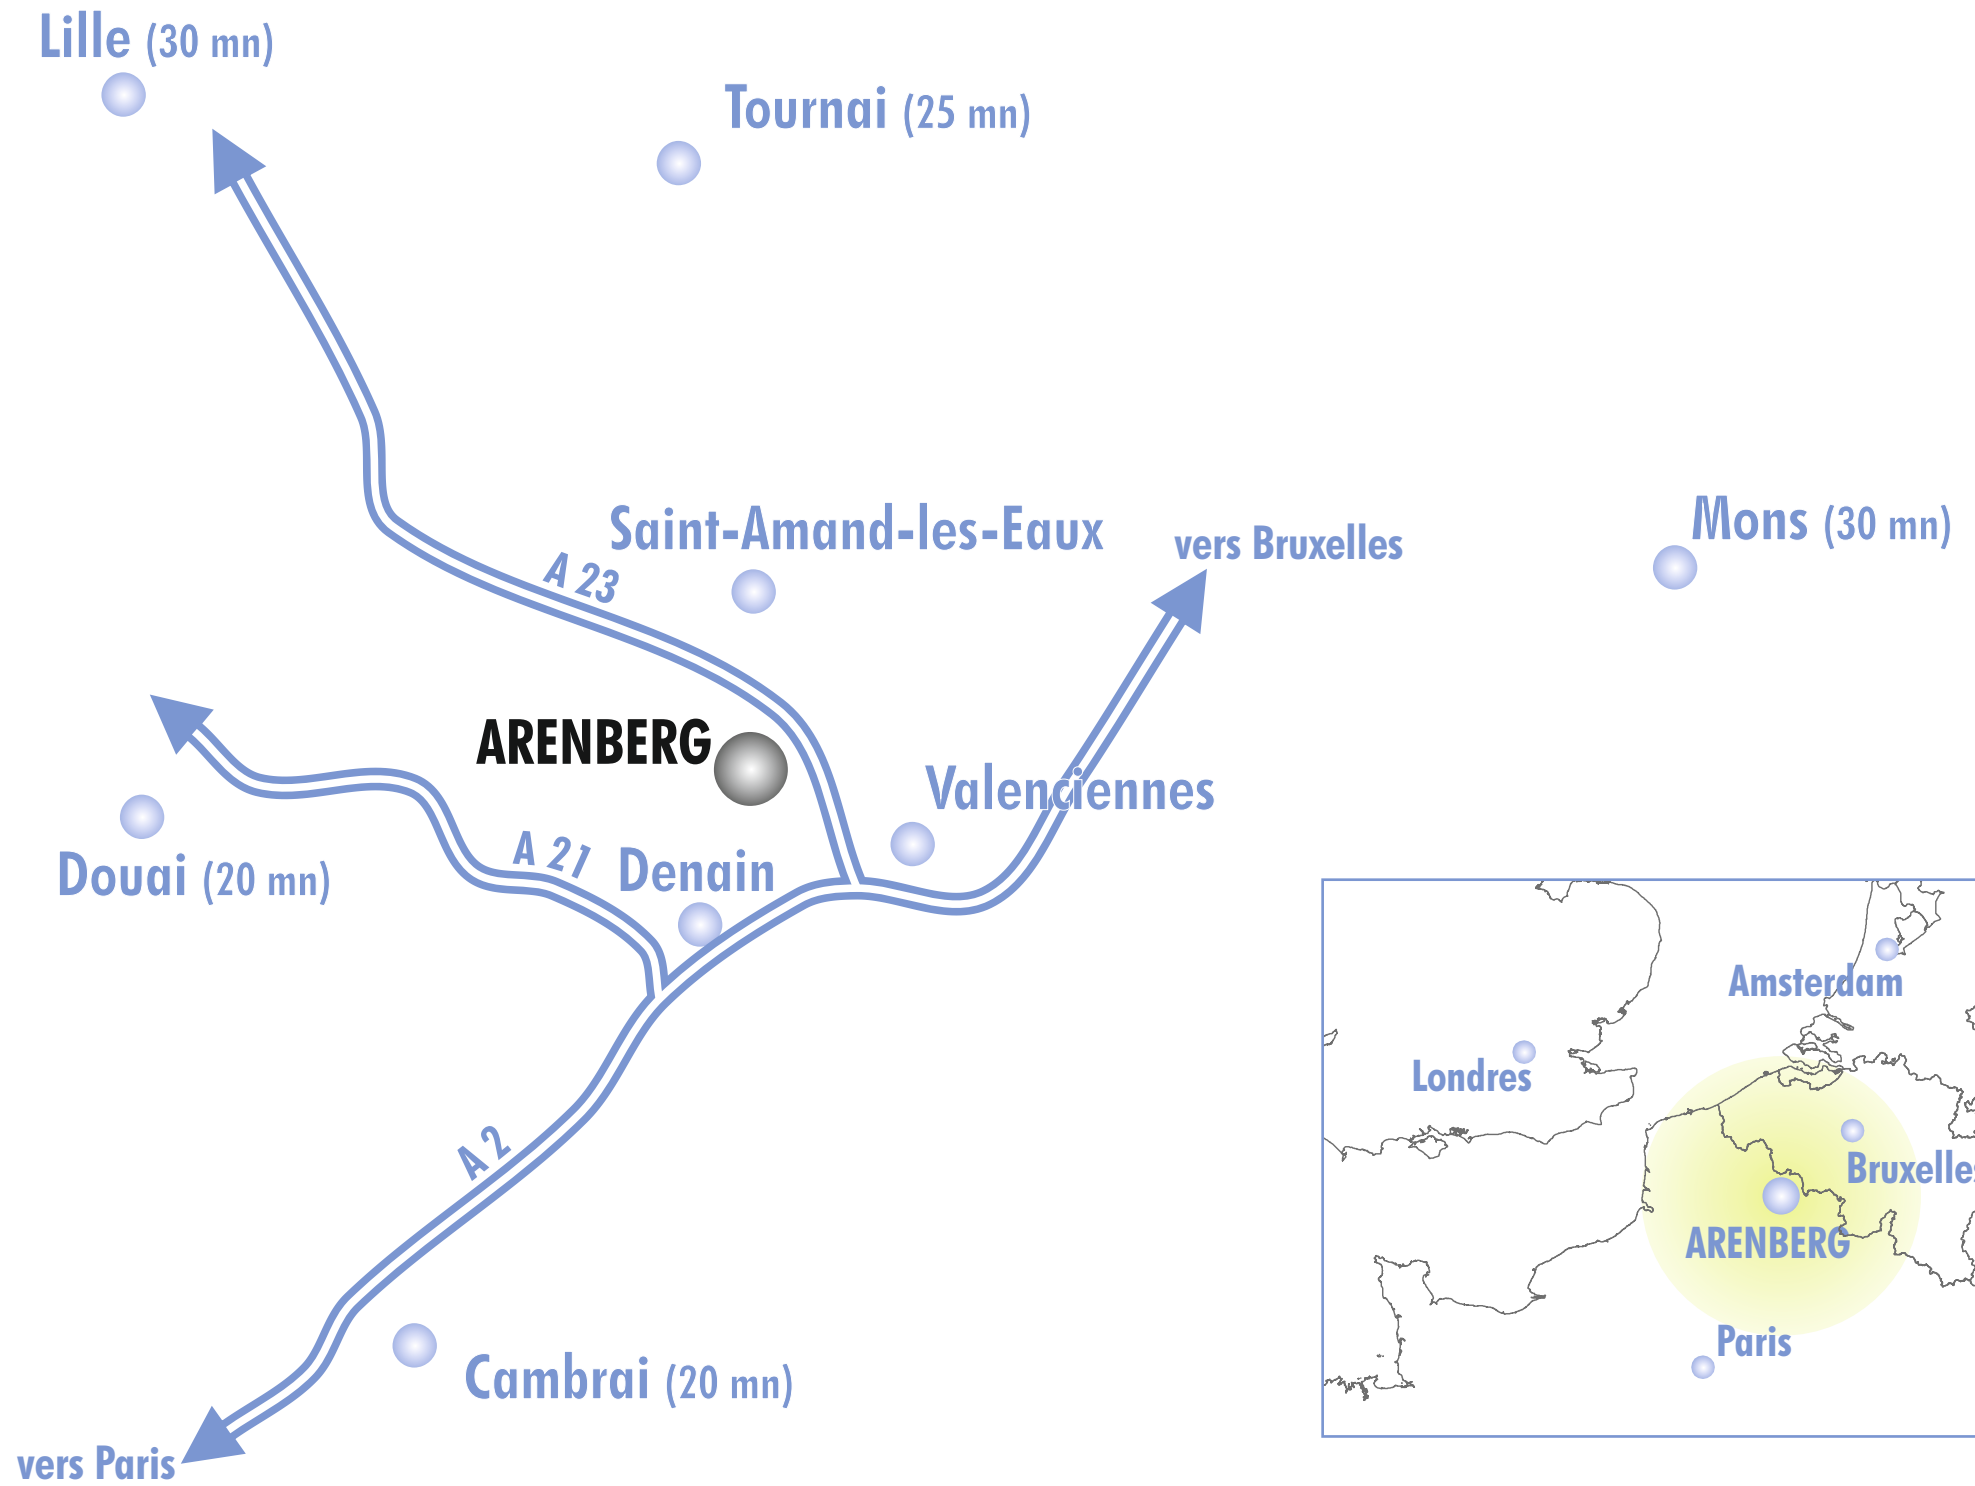 Lille (30 mn)
Tournai (25 mn)
Saint-Amand-les-Eaux
vers Bruxelles
Mons (30 mn)
A 23
ARENBERG
Valenciennes
A 21
Denain
Douai (20 mn)
A 2
Cambrai (20 mn)
vers Paris
Amsterdam
Londres
Bruxelles
ARENBERG
Paris